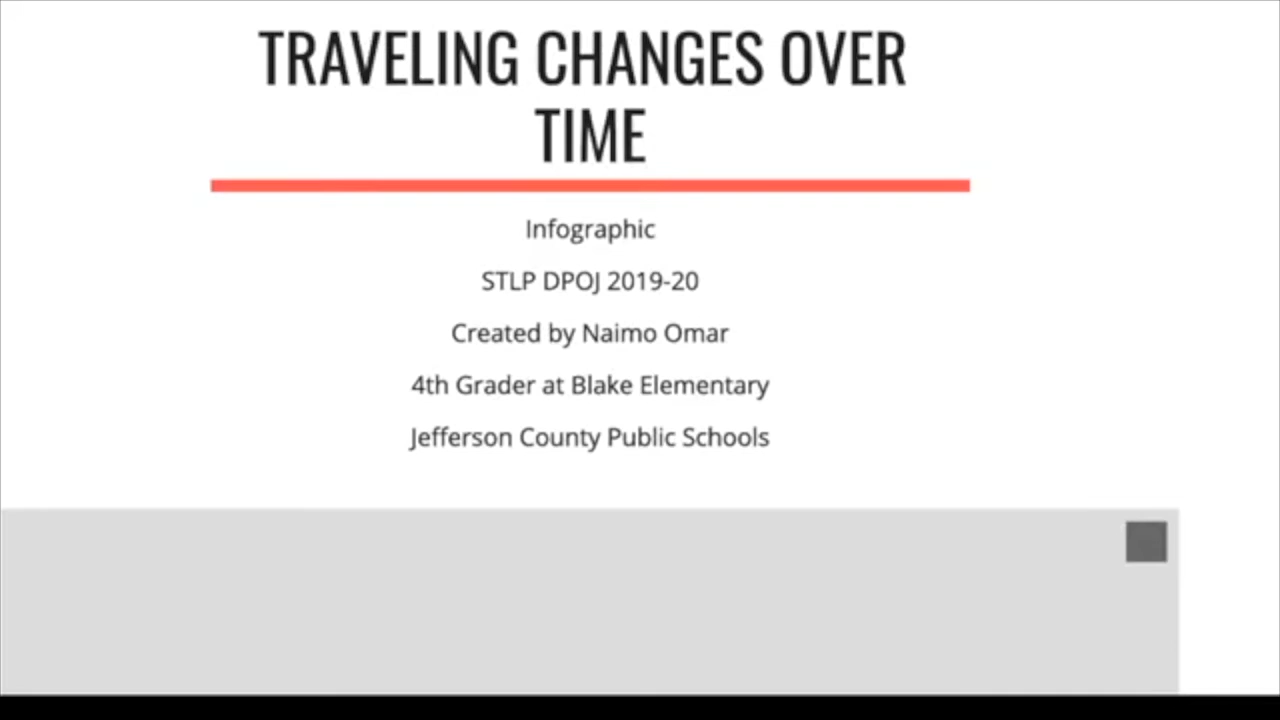 TRAVELING CHANGES OVER
TIME
Infographic
STLP DPOJ 2019-20
Created by Naimo Omar
4th Grader at Blake Elementary
Jefferson County Public Schools